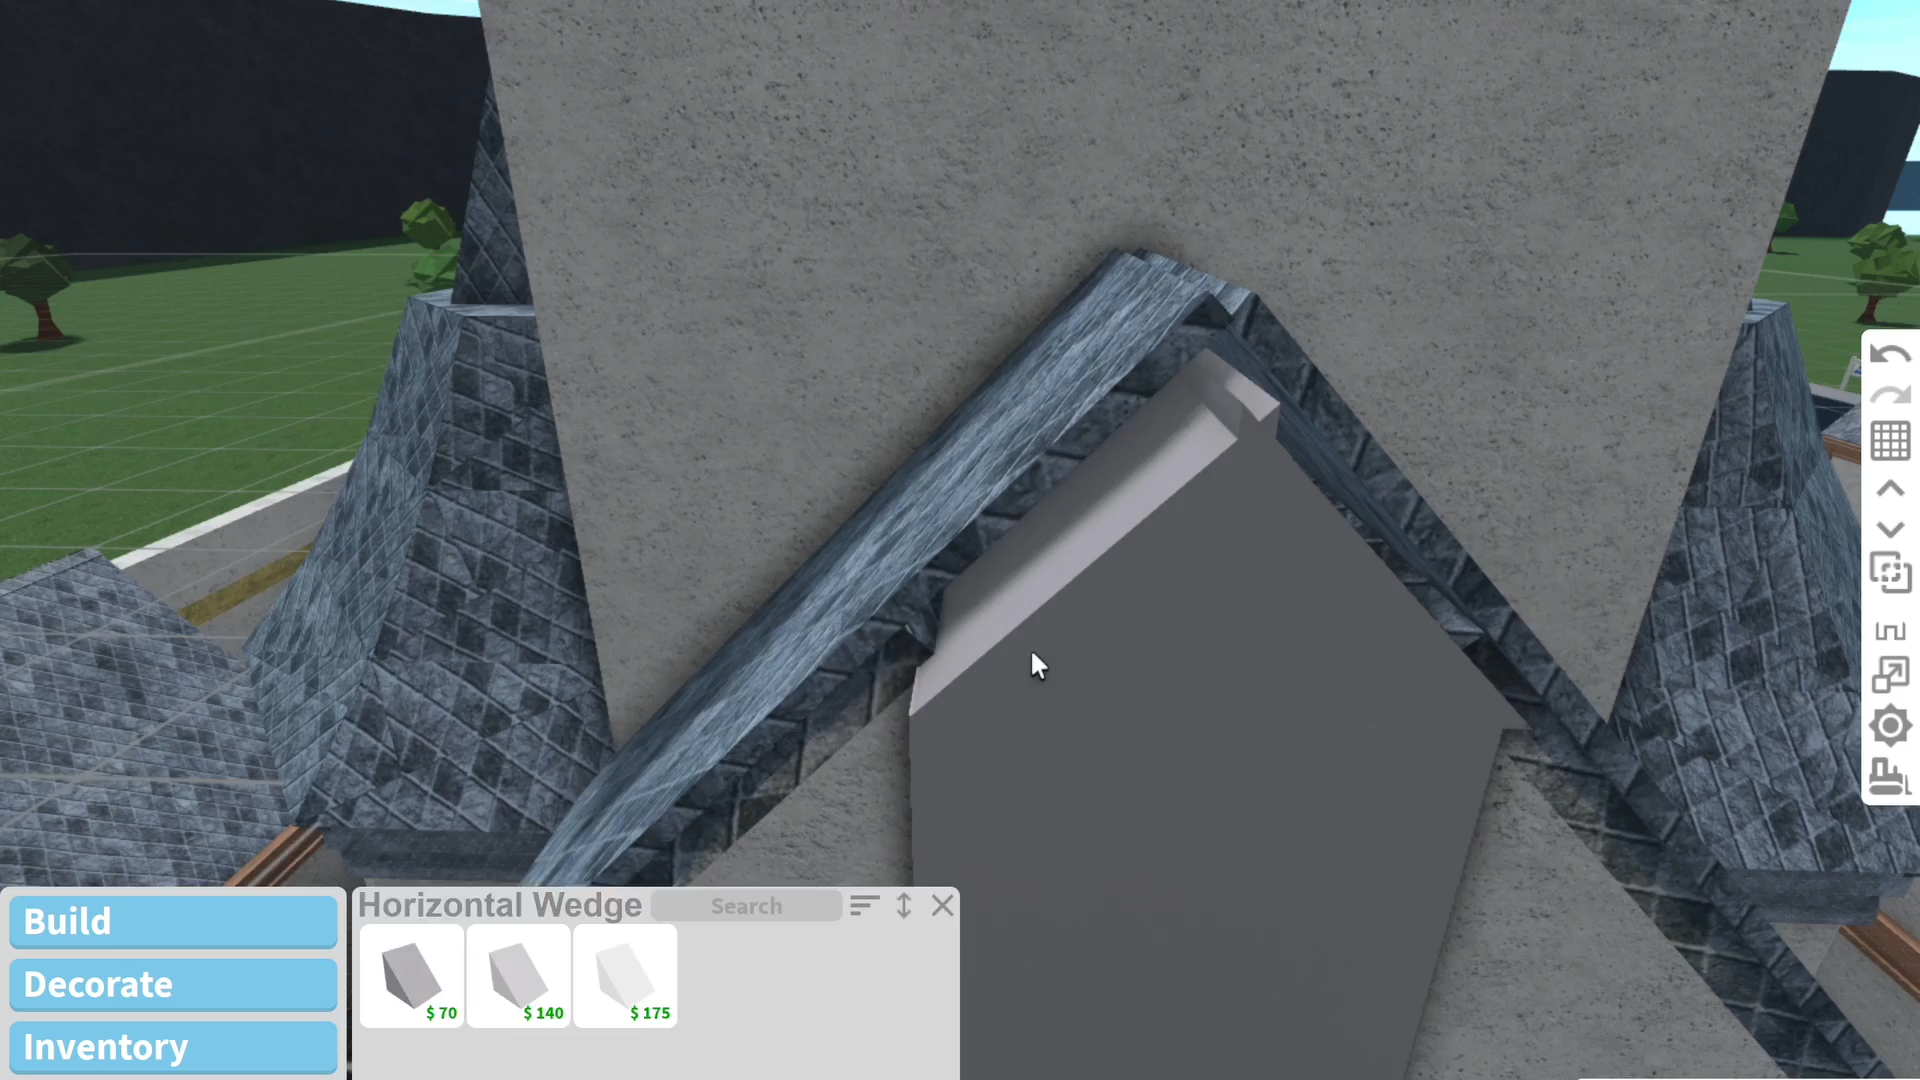 Build
Decorate
Inventory
Horizontal Wedge
Search
$ 70
$ 140
$ 175